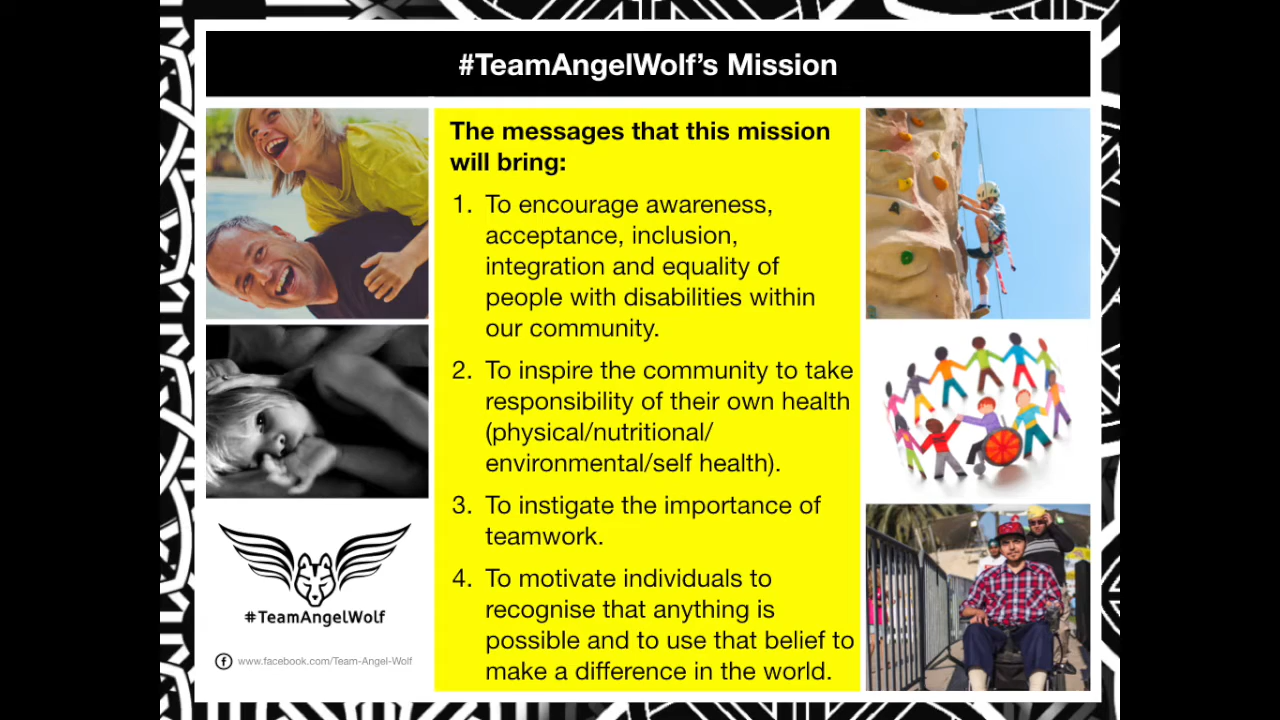 #TeamAngelWolf’s Mission
The messages that this mission
will bring:
1. To encourage awareness,
acceptance, inclusion,
integration and equality of
people with disabilities within
our community.
2. To inspire the community to take
responsibility of their own health
(physical/nutritional/
environmental/self health).
3. To instigate the importance of
teamwork.
4. To motivate individuals to
recognise that anything is
possible and to use that belief to
make a difference in the world.
#TeamAngelWolf
www.facebook.com/Team-Angel-Wolf